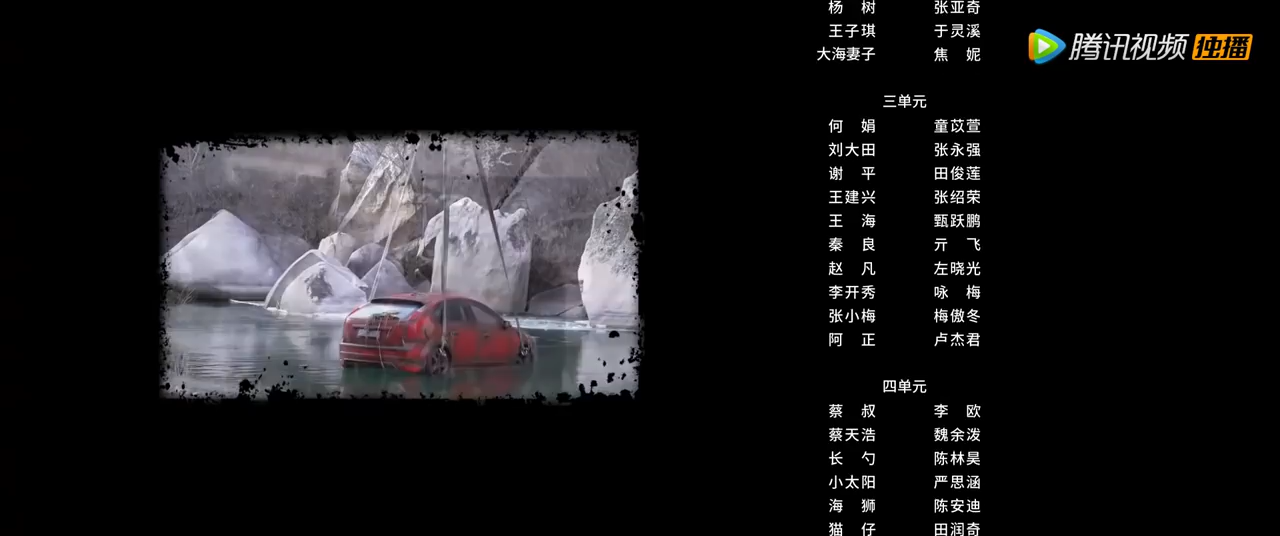 杨 树 张亚奇
王子琪 于灵溪
大海妻子 焦 妮
腾讯视频 独播
三单元
何 娟 童苡萱
刘大田 张永强
谢 平 田俊莲
王建兴 张绍荣
王 海 甄跃鹏
秦 良 亓 飞
赵 凡 左晓光
李开秀 咏 梅
张小梅 梅傲冬
阿 正 卢杰君
四单元
蔡 叔 李 欧
蔡天浩 魏余泼
长 勺 陈林昊
小太阳 严思涵
海 狮 陈安迪
猫 仔 田润奇